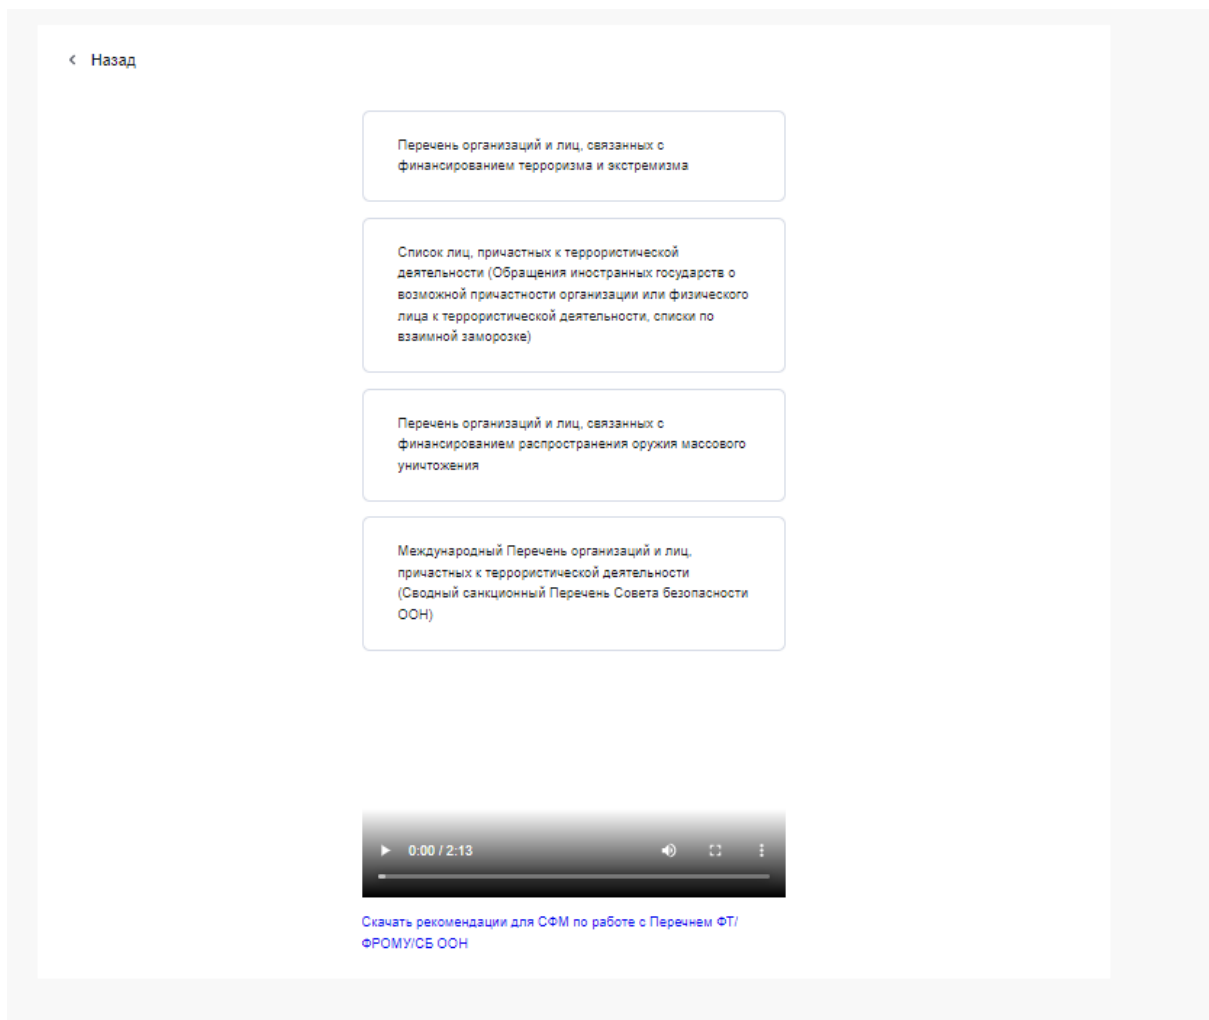 Назад
Перечень организаций и лиц, связанных с
финансированием терроризма и экстремизма
Список лиц, причастных к террористической
деятельности (Обращения иностранных государств о
возможной причастности организации или физического
лица к террористической деятельности, списки по
взаимной заморозке)
Перечень организаций и лиц, связанных с
финансированием распространения оружия массового
уничтожения
Международный Перечень организаций и лиц,
причастных к террористической деятельности
(Сводный санкционный Перечень Совета безопасности
ООН)
0:00 / 2:13
Скачать рекомендации для СФМ по работе с Перечнем ФТ/
ФРОМУ/СБ ООН